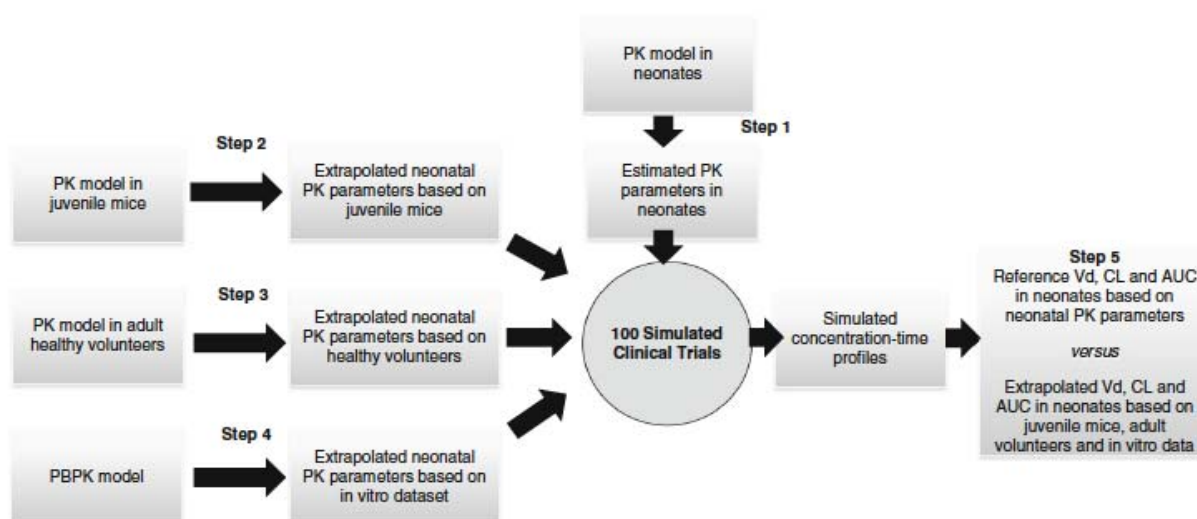 PK model in
neonates
Step 1
Estimated PK
parameters in
neonates
Step 2
PK model in
juvenile mice
Extrapolated neonatal
PK parameters based on
juvenile mice
Step 3
PK model in adult
healthy volunteers
Extrapolated neonatal
PK parameters based on
healthy volunteers
Step 4
PBPK model
Extrapolated neonatal
PK parameters based on
in vitro dataset
100 Simulated
Clinical Trials
Simulated
concentration-time
profiles
Step 5
Reference Vd, CL and AUC
in neonates based on
neonatal PK parameters
versus
Extrapolated Vd, CL and
AUC in neonates based on
juvenile mice, adult
volunteers and in vitro data